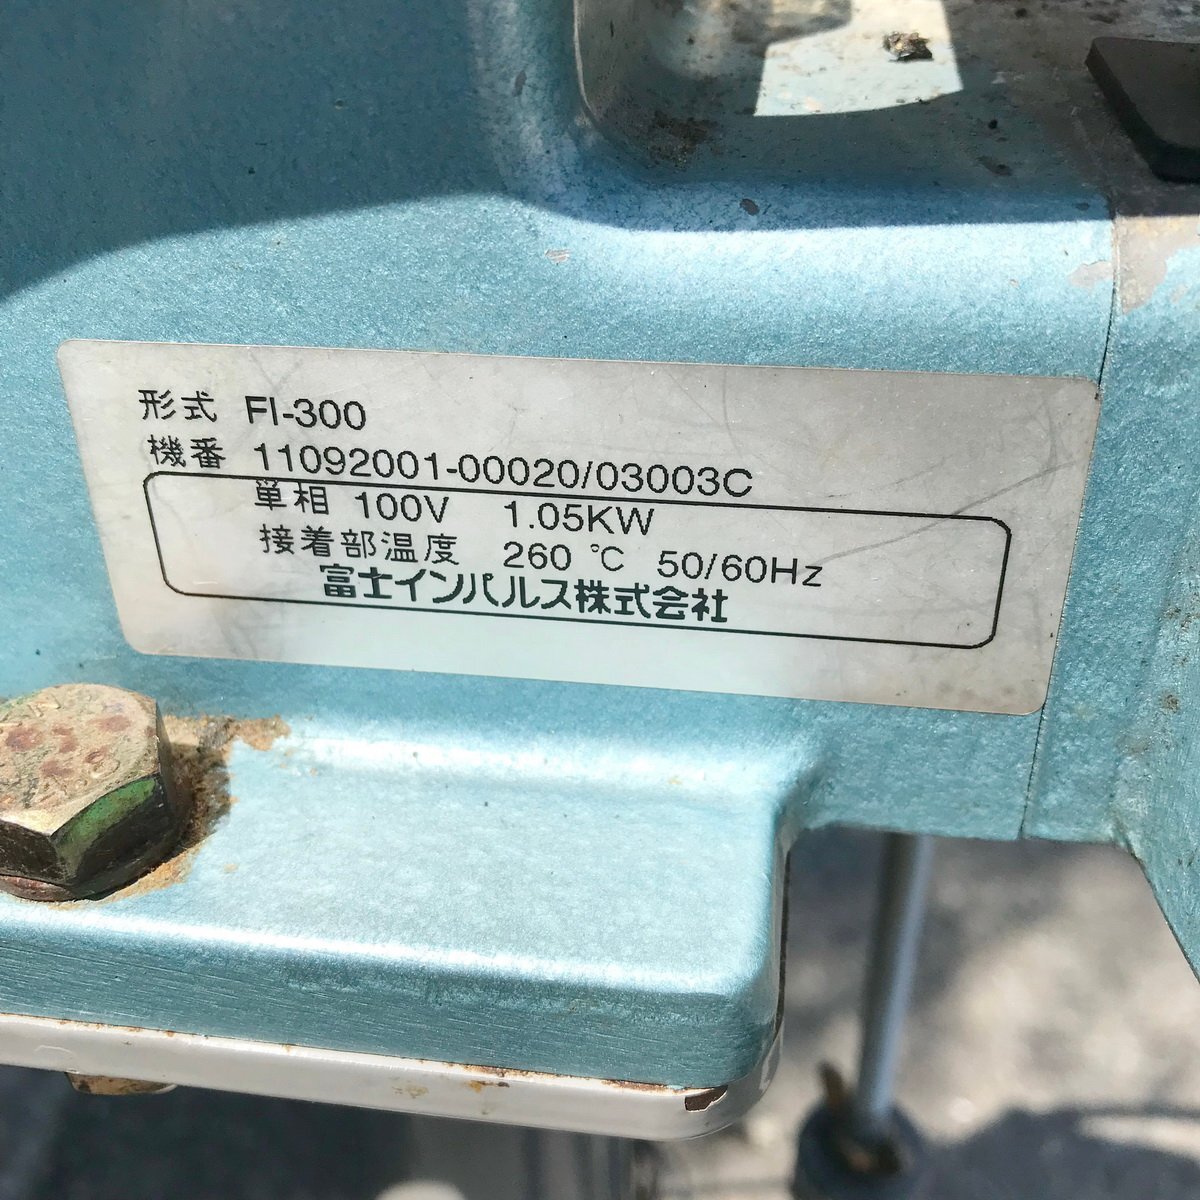 形式 FI-300
機番 11092001-00020/03003C
単相 100V 1.05KW
接着部温度 260 ℃ 50/60Hz
富士インパルス株式会社